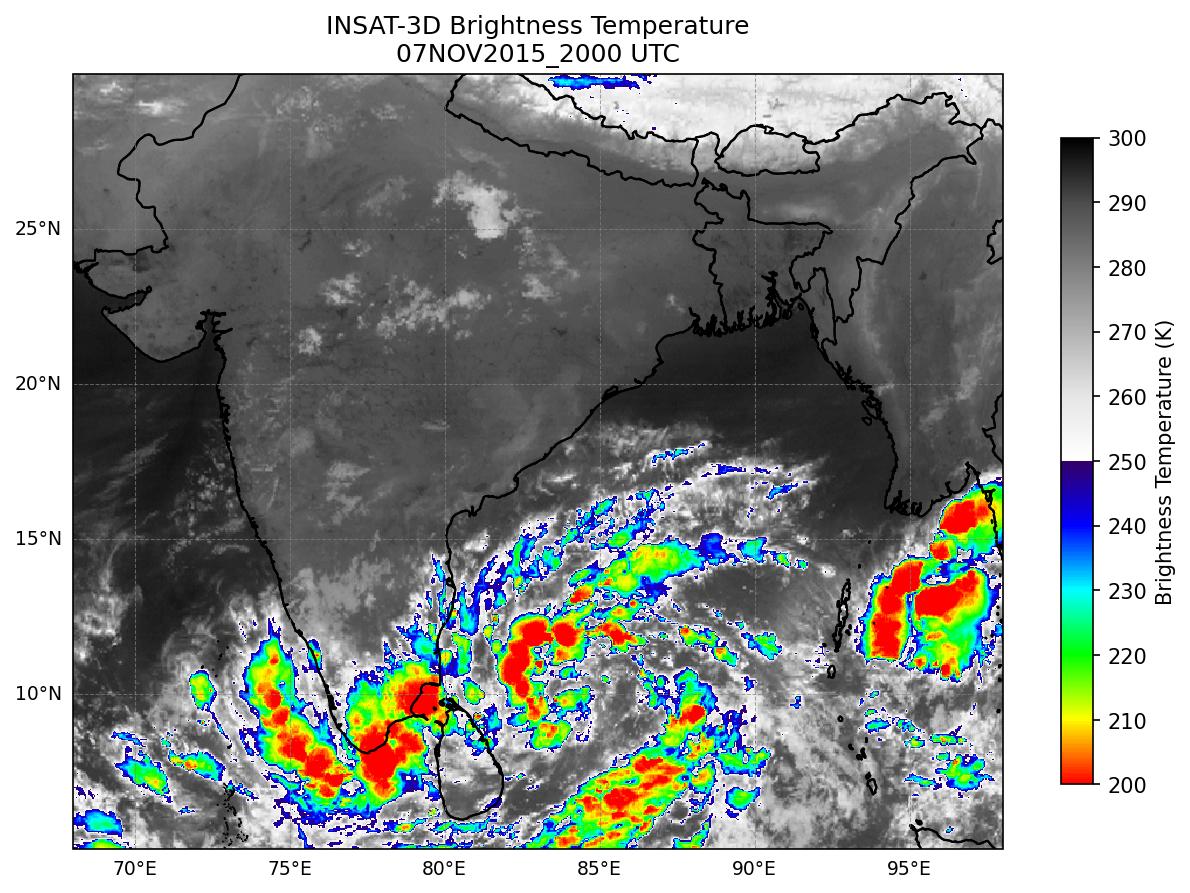 INSAT-3D Brightness Temperature
07NOV2015_2000 UTC
25°N
20°N
15°N
10°N
70°E
75°E
80°E
85°E
90°E
95°E
300
290
280
270
260
250
240
230
220
210
200
Brightness Temperature (K)